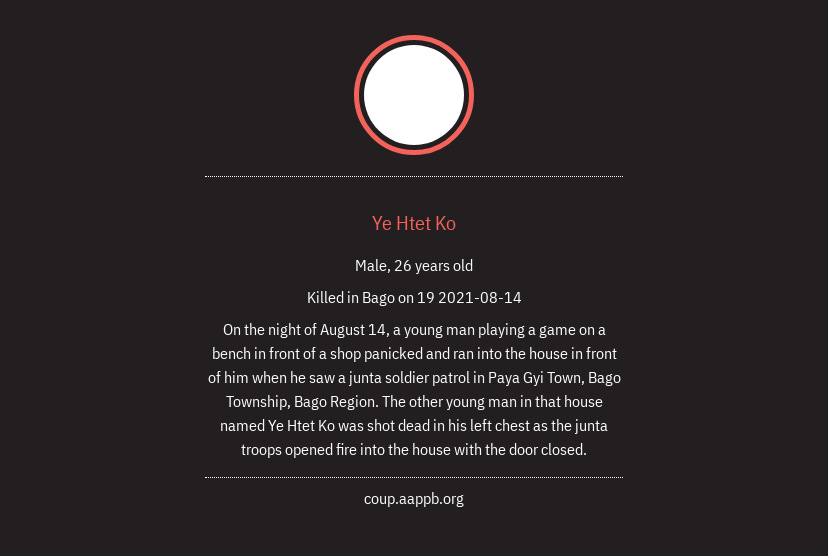 Ye Htet Ko
Male, 26 years old
Killed in Bago on 19 2021-08-14
On the night of August 14, a young man playing a game on a
bench in front of a shop panicked and ran into the house in front
of him when he saw a junta soldier patrol in Paya Gyi Town, Bago
Township, Bago Region. The other young man in that house
named Ye Htet Ko was shot dead in his left chest as the junta
troops opened fire into the house with the door closed.
coup.aappb.org